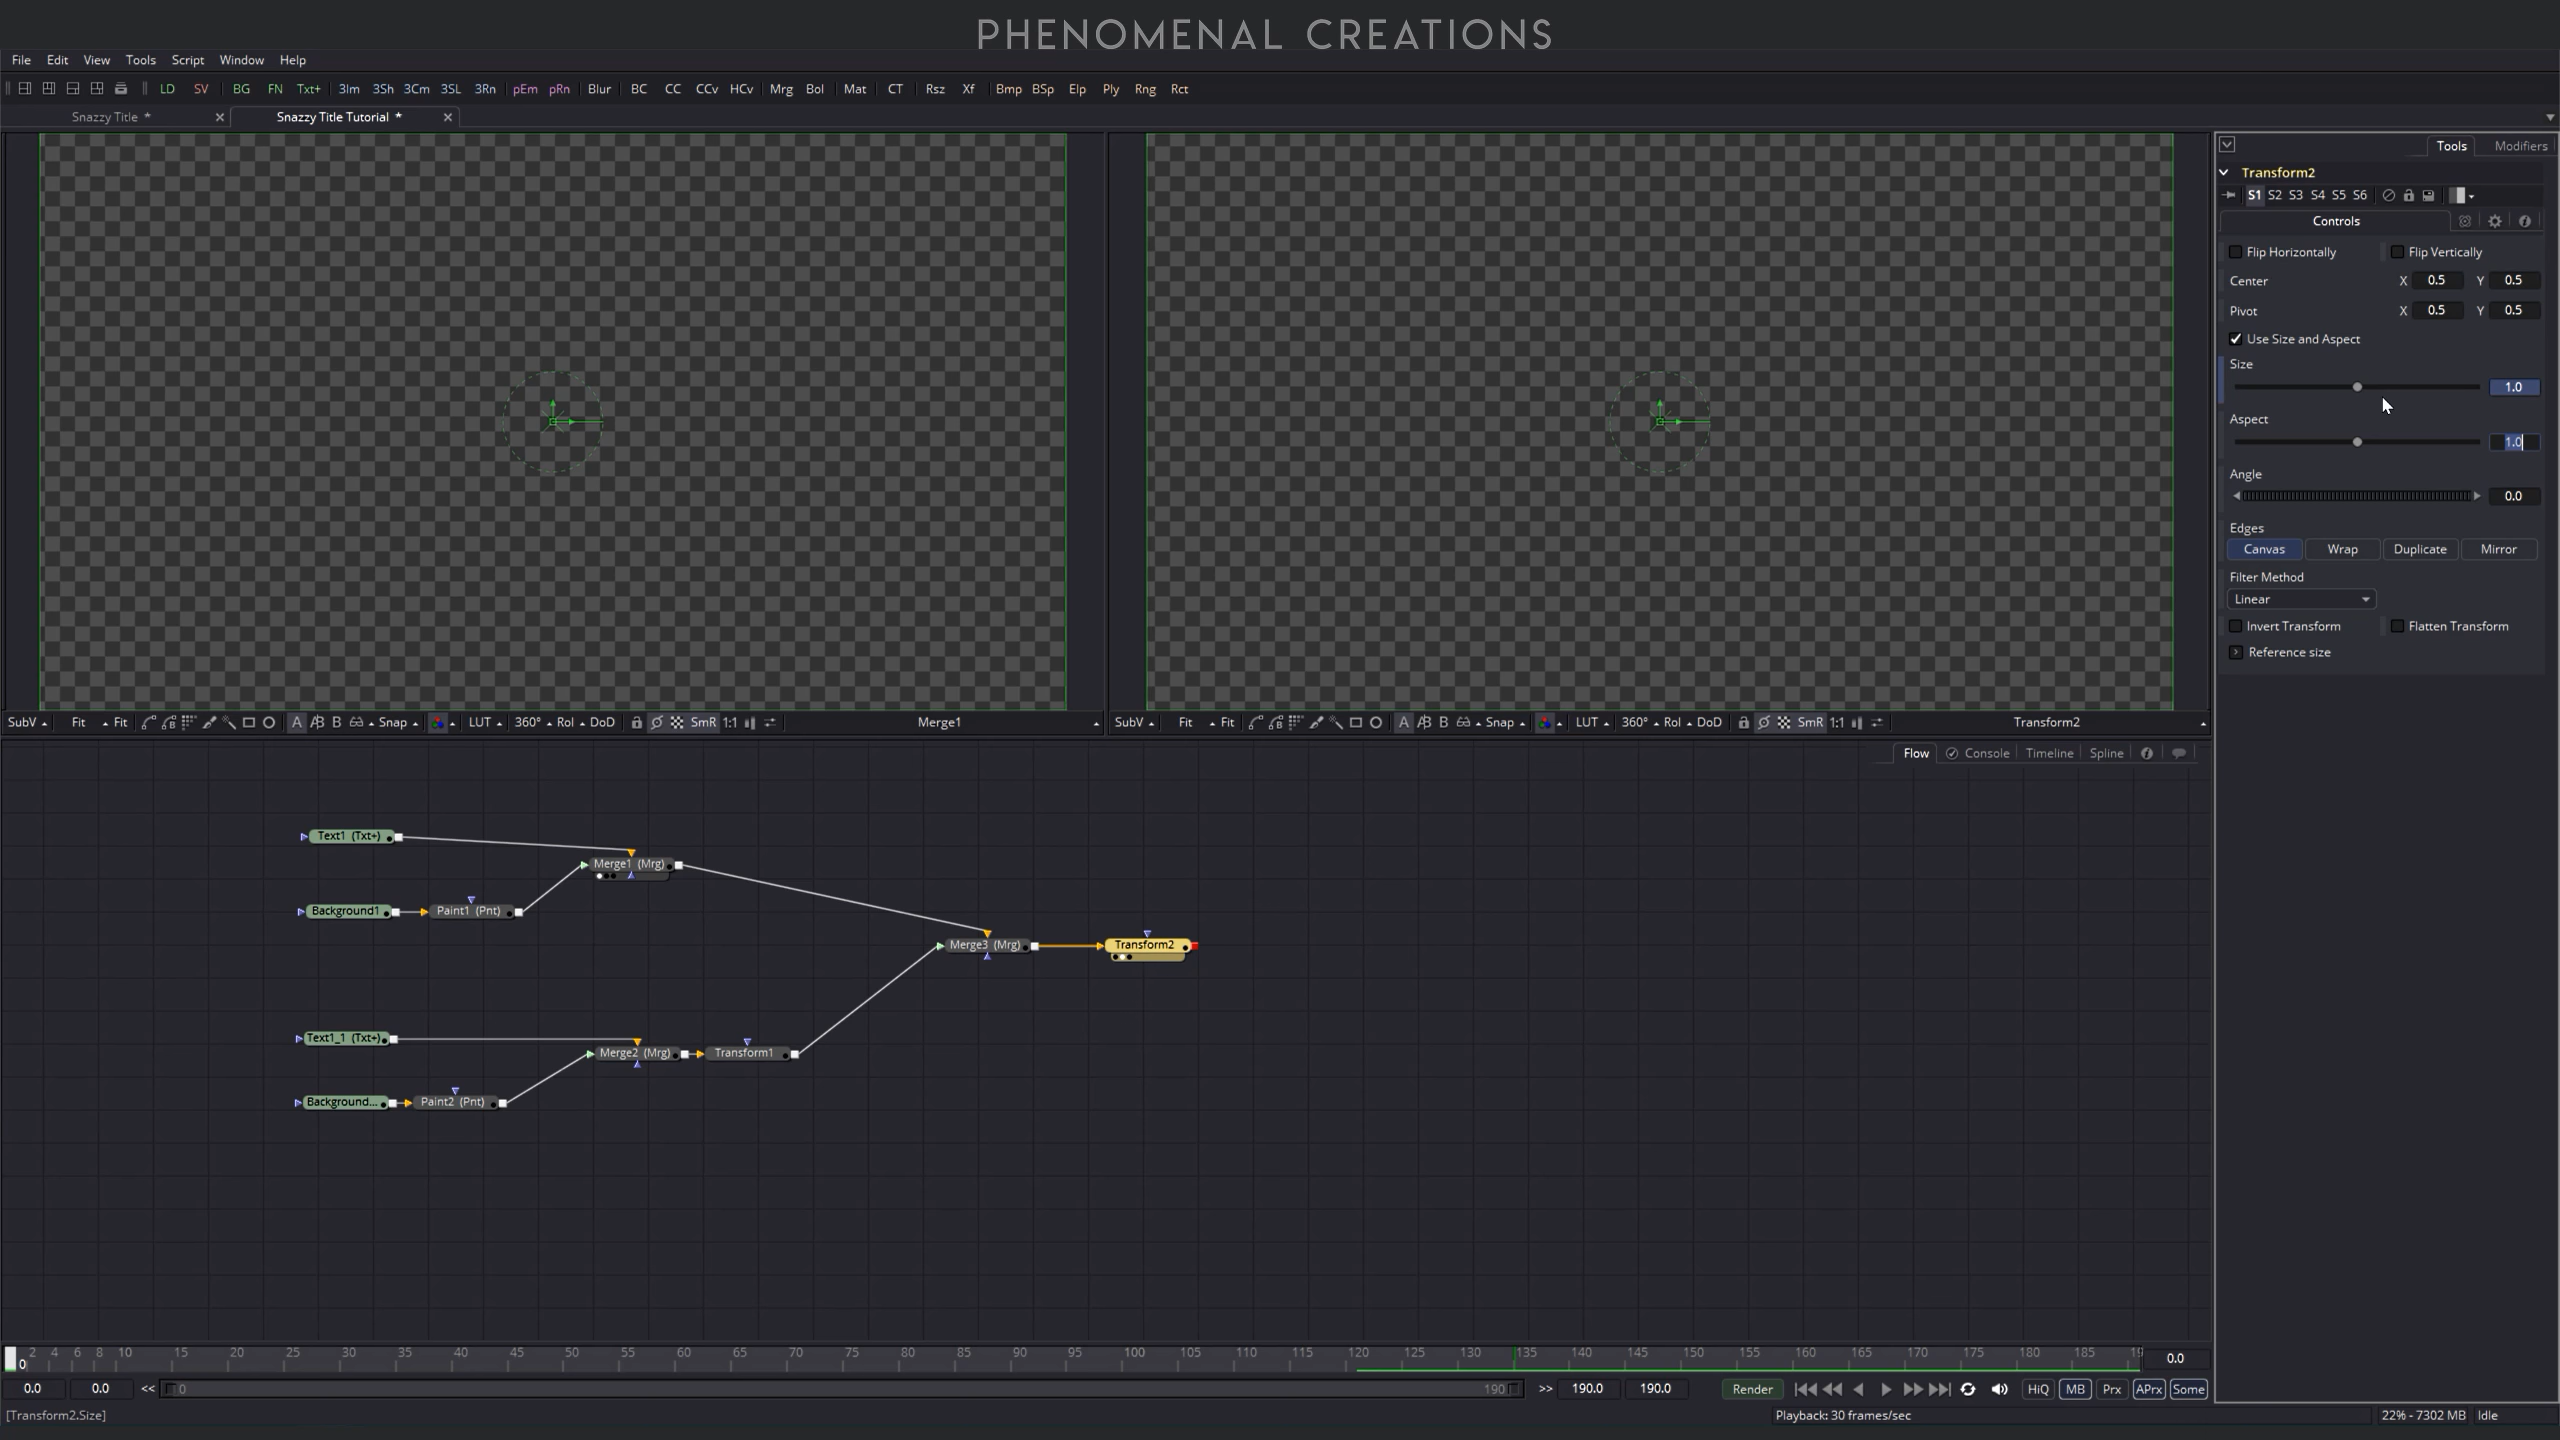 PHENOMENAL CREATIONS
File Edit View Tools Script Window Help
LD SV BG FN Txt+ 3Im 3Sh 3Cm 3SL 3Rn pEm pRn Blur BC CC CCv HCv Mrg Bol Mat CT Rsz Xf Bmp BSp Elp Ply Rng Rct
Snazzy Title * Snazzy Title Tutorial *
Tools Modifiers
Transform2
S1 S2 S3 S4 S5 S6
Controls
Flip Horizontally Flip Vertically
Center X 0.5 Y 0.5
Pivot X 0.5 Y 0.5
Use Size and Aspect
Size
1.0
Aspect
1.0
Angle
0.0
Edges
Canvas Wrap Duplicate Mirror
Filter Method
Linear
Invert Transform Flatten Transform
Reference size
SubV Fit Fit A A|B B Snap LUT 360° Rol DoD SmR 1:1 Merge1
SubV Fit Fit A A|B B Snap LUT 360° Rol DoD SmR 1:1 Transform2
Flow Console Timeline Spline
Text1 (Txt+)
Merge1 (Mrg)
Background1 Paint1 (Pnt)
Merge3 (Mrg) Transform2
Text1_1 (Txt+)
Merge2 (Mrg) Transform1
Background... Paint2 (Pnt)
0 2 4 6 8 10 15 20 25 30 35 40 45 50 55 60 65 70 75 80 85 90 95 100 105 110 115 120 125 130 135 140 145 150 155 160 165 170 175 180 185 19 0.0
0.0 0.0 << 0 190 >> 190.0 190.0 Render HiQ MB Prx APrx Some
[Transform2.Size] Playback: 30 frames/sec 22% - 7302 MB Idle